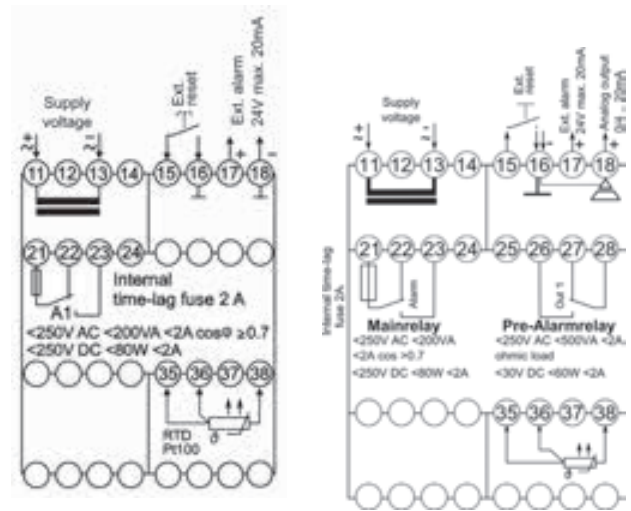 Supply
voltage
Ext.
reset
Ext. alarm
24V max. 20mA
≂+
≂-
+
-
11 12 13 14 15 16 17 18
21 22 23 24
Internal
time-lag fuse 2 A
A1
<250V AC <200VA <2A cosφ ≥0.7
<250V DC <80W <2A
35 36 37 38
RTD
Pt100
ϑ
Supply
voltage
Ext.
reset
Ext. alarm
24V max. 20mA
Analog output
0/4 - 20mA
≂+
≂-
+
+
11 12 13 14 15 16 17 18
21 22 23 24 25 26 27 28
Internal time-lag
fuse 2A
Alarm
Out 1
Mainrelay
<250V AC <200VA
<2A cos >0.7
<250V DC <80W <2A
Pre-Alarmrelay
<250V AC <500VA <2A
ohmic load
<30V DC <60W <2A
35 36 37 38
ϑ